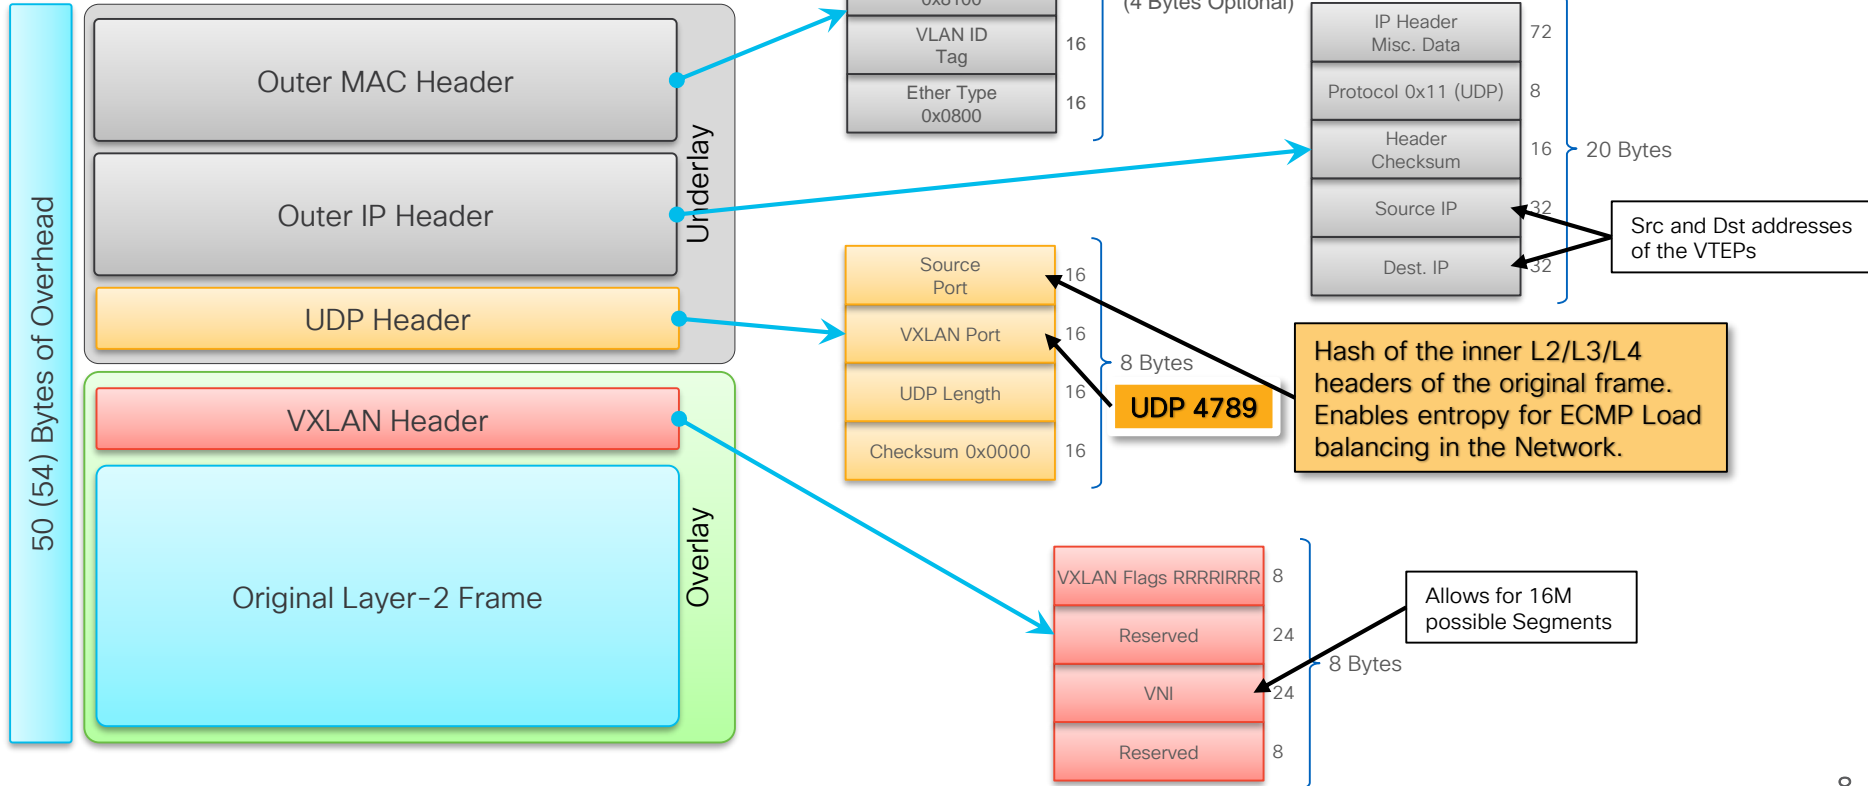 50 (54) Bytes of Overhead
Outer MAC Header
Outer IP Header
UDP Header
Underlay
VXLAN Header
Original Layer-2 Frame
Overlay
(4 Bytes Optional)
VLAN ID
Tag
16
Ether Type
0x0800
16
IP Header
Misc. Data
72
Protocol 0x11 (UDP)
8
Header
Checksum
16
20 Bytes
Source IP
32
Dest. IP
32
Src and Dst addresses
of the VTEPs
Source
Port
16
VXLAN Port
16
8 Bytes
UDP Length
16
Checksum 0x0000
16
UDP 4789
Hash of the inner L2/L3/L4
headers of the original frame.
Enables entropy for ECMP Load
balancing in the Network.
VXLAN Flags RRRRIRRR
8
Reserved
24
VNI
24
8 Bytes
Reserved
8
Allows for 16M
possible Segments